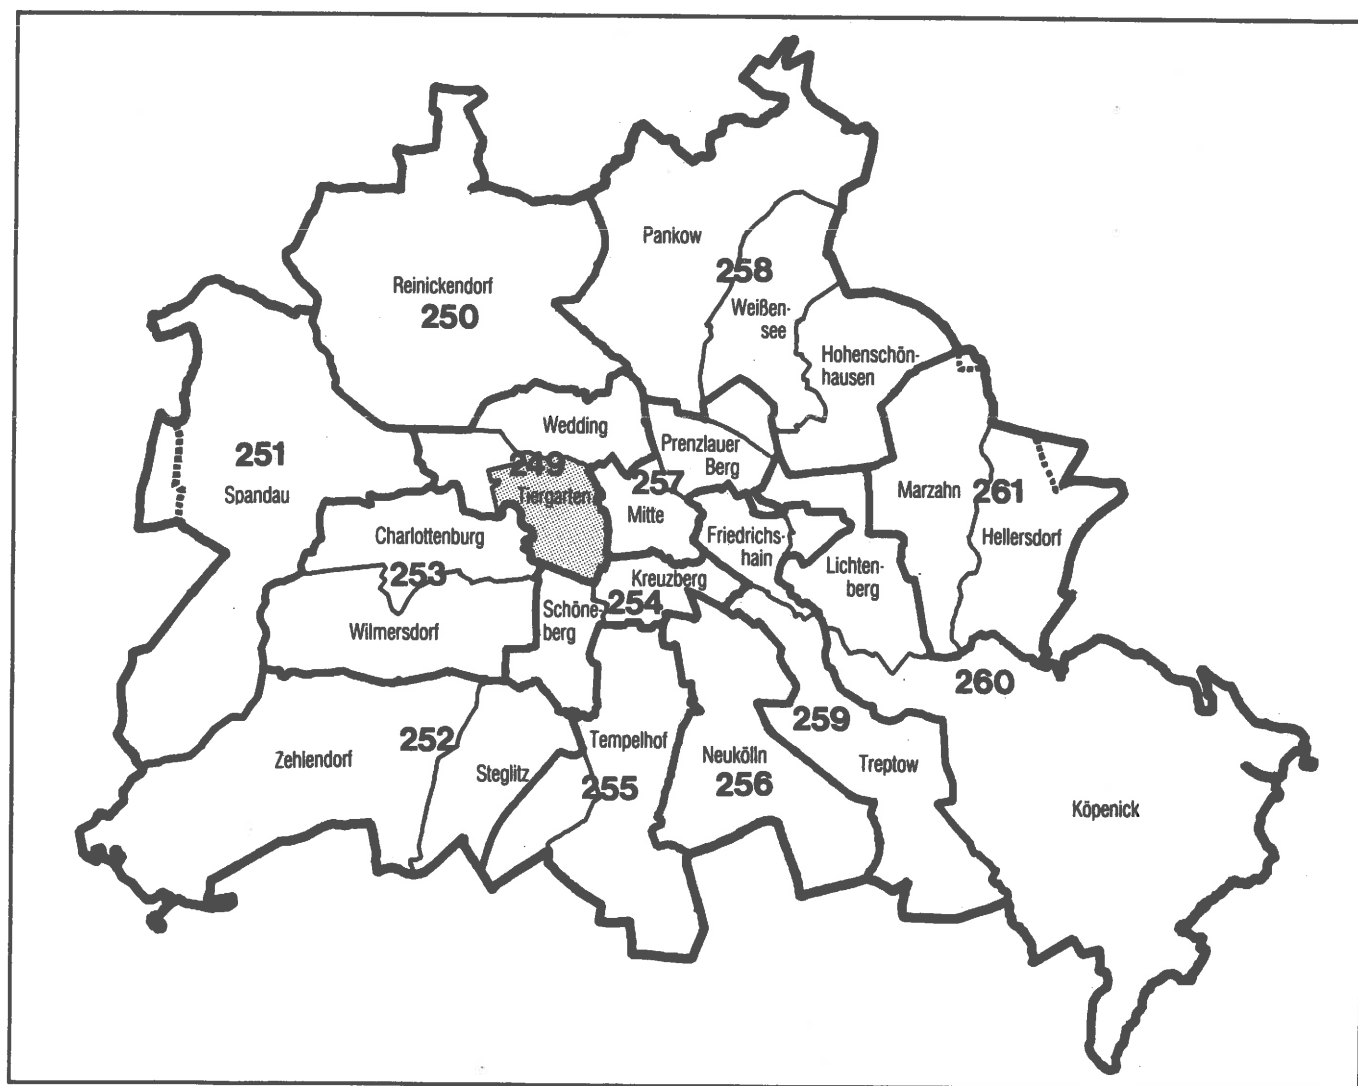 Pankow
258
Reinickendorf
250
Weißen-
see
Hohenschön-
hausen
Wedding
Prenzlauer
Berg
251
Spandau
249
Tiergarten
257
Mitte
Marzahn
261
Hellersdorf
Charlottenburg
253
Friedrichs-
hain
Lichten-
berg
Kreuzberg
254
Schöne-
berg
Wilmersdorf
260
259
252
Zehlendorf
Steglitz
Tempelhof
255
Neukölln
256
Treptow
Köpenick